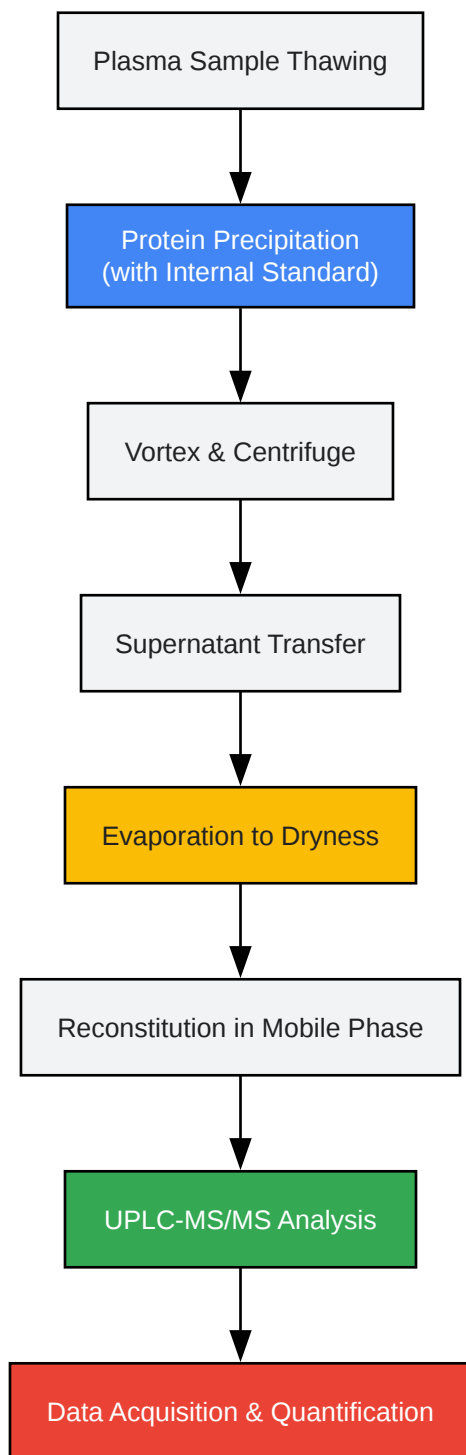 Plasma Sample Thawing
Protein Precipitation
(with Internal Standard)
Vortex & Centrifuge
Supernatant Transfer
Evaporation to Dryness
Reconstitution in Mobile Phase
UPLC-MS/MS Analysis
Data Acquisition & Quantification